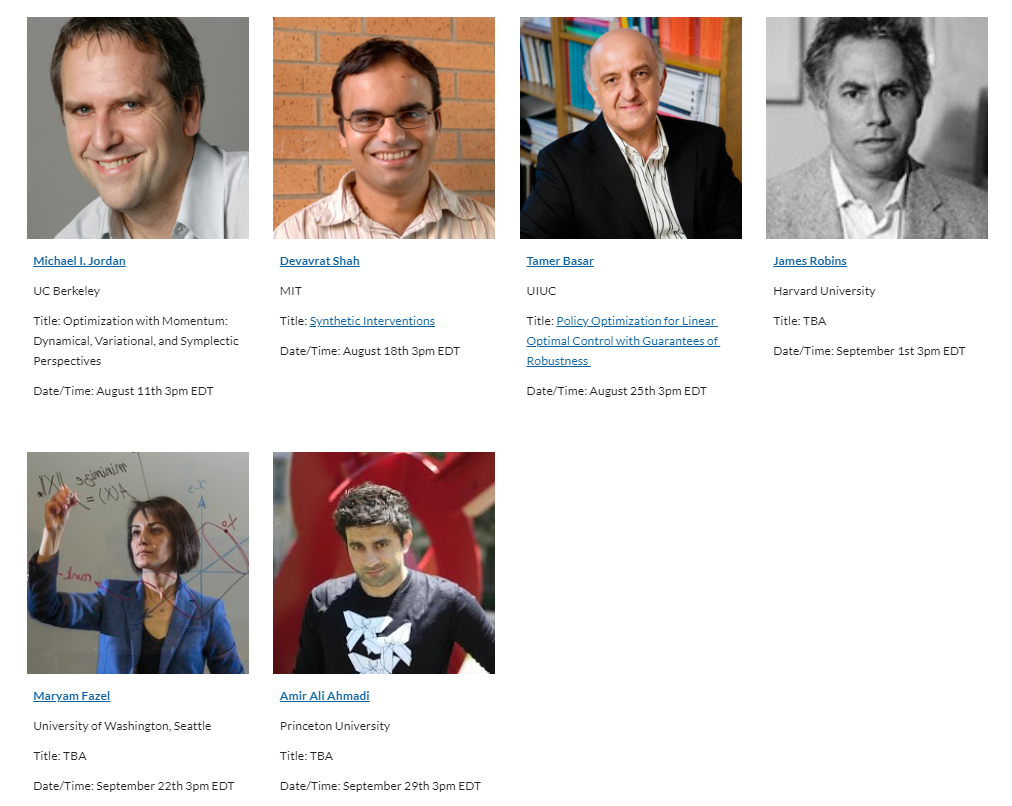 Michael I. Jordan
UC Berkeley
Title: Optimization with Momentum:
Dynamical, Variational, and Symplectic
Perspectives
Date/Time: August 11th 3pm EDT
Devavrat Shah
MIT
Title: Synthetic Interventions
Date/Time: August 18th 3pm EDT
Tamer Basar
UIUC
Title: Policy Optimization for Linear
Optimal Control with Guarantees of
Robustness
Date/Time: August 25th 3pm EDT
James Robins
Harvard University
Title: TBA
Date/Time: September 1st 3pm EDT
minimize ||X||*
A(X) =
Maryam Fazel
University of Washington, Seattle
Title: TBA
Date/Time: September 22th 3pm EDT
Amir Ali Ahmadi
Princeton University
Title: TBA
Date/Time: September 29th 3pm EDT